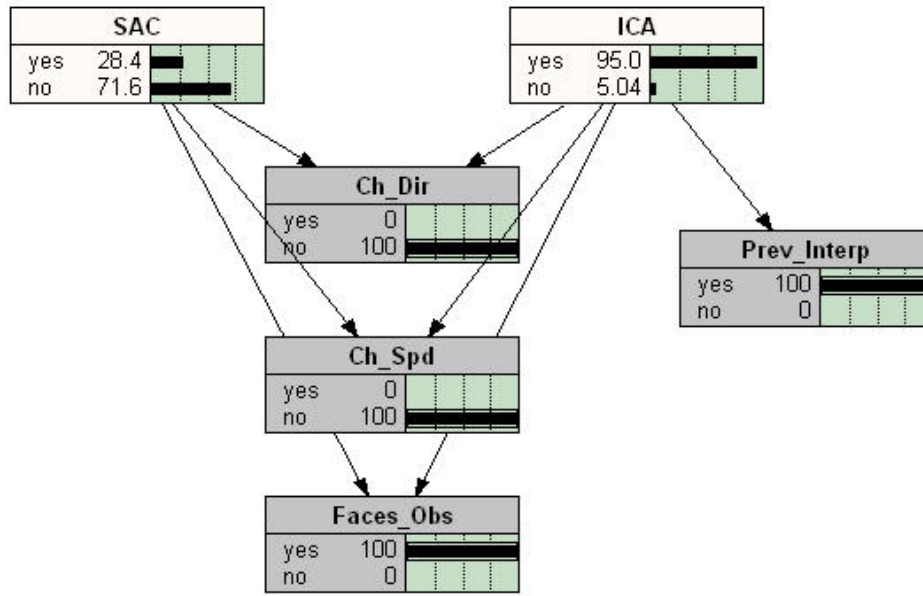 SAC
yes 28.4
no 71.6
ICA
yes 95.0
no 5.04
Ch_Dir
yes 0
no 100
Prev_Interp
yes 100
no 0
Ch_Spd
yes 0
no 100
Faces_Obs
yes 100
no 0